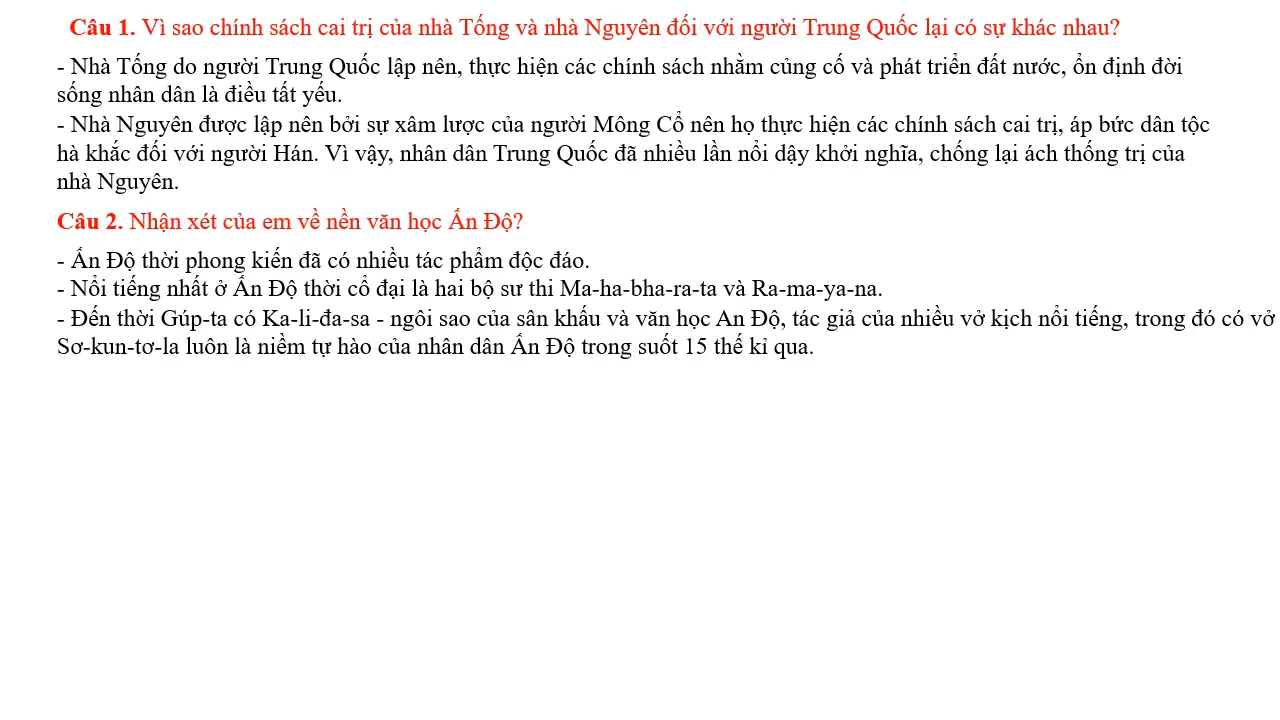 Câu 1. Vì sao chính sách cai trị của nhà Tống và nhà Nguyên đối với người Trung Quốc lại có sự khác nhau?
- Nhà Tống do người Trung Quốc lập nên, thực hiện các chính sách nhằm củng cố và phát triển đất nước, ổn định đời
sống nhân dân là điều tất yếu.
- Nhà Nguyên được lập nên bởi sự xâm lược của người Mông Cổ nên họ thực hiện các chính sách cai trị, áp bức dân tộc
hà khắc đối với người Hán. Vì vậy, nhân dân Trung Quốc đã nhiều lần nổi dậy khởi nghĩa, chống lại ách thống trị của
nhà Nguyên.
Câu 2. Nhận xét của em về nền văn học Ấn Độ?
- Ấn Độ thời phong kiến đã có nhiều tác phẩm độc đáo.
- Nổi tiếng nhất ở Ấn Độ thời cổ đại là hai bộ sư thi Ma-ha-bha-ra-ta và Ra-ma-ya-na.
- Đến thời Gúp-ta có Ka-li-đa-sa - ngôi sao của sân khấu và văn học An Độ, tác giả của nhiều vở kịch nổi tiếng, trong đó có vở
Sơ-kun-tơ-la luôn là niềm tự hào của nhân dân Ấn Độ trong suốt 15 thế kỉ qua.